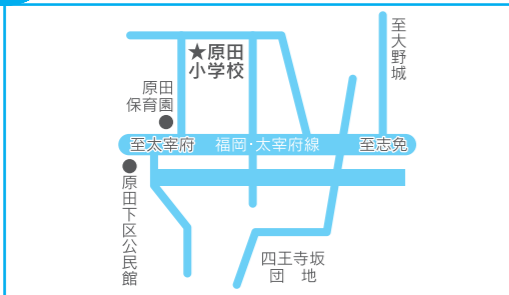 至大野城
★原田
小学校
原田
保育園
至太宰府
福岡・太宰府線
至志免
原田下区公民館
四王寺坂
団　地